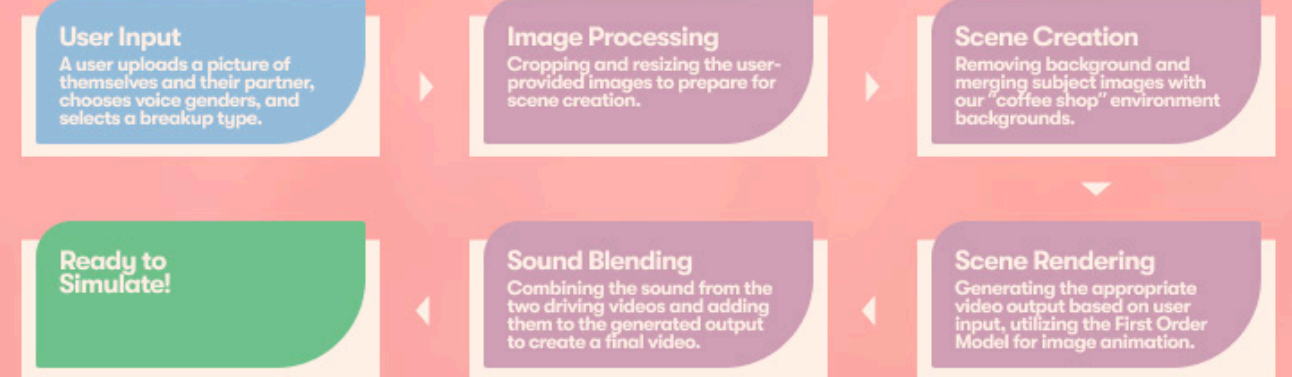 User Input
A user uploads a picture of
themselves and their partner,
chooses voice genders, and
selects a breakup type.
Image Processing
Cropping and resizing the user-
provided images to prepare for
scene creation.
Scene Creation
Removing background and
merging subject images with
our "coffee shop" environment
backgrounds.
Scene Rendering
Generating the appropriate
video output based on user
input, utilizing the First Order
Model for image animation.
Sound Blending
Combining the sound from the
two driving videos and adding
them to the generated output
to create a final video.
Ready to
Simulate!